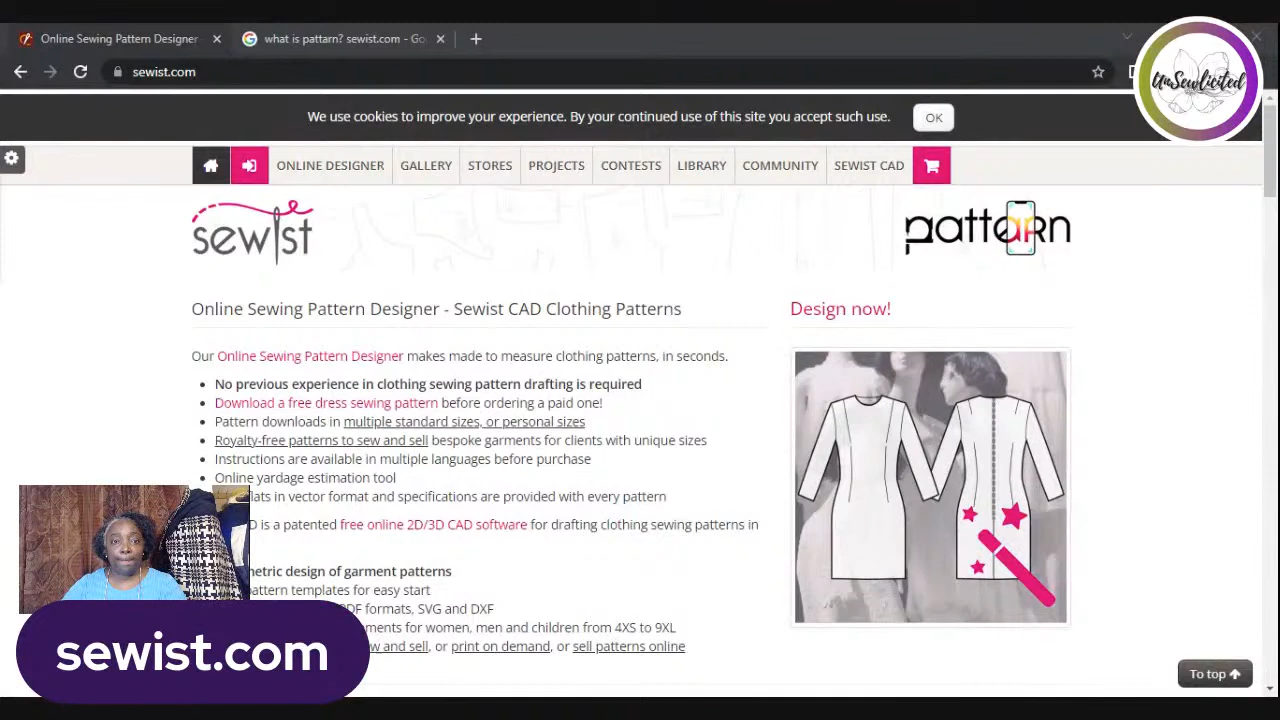 Online Sewing Pattern Designer
what is pattarn? sewist.com - Go
sewist.com
UnSewlicited
We use cookies to improve your experience. By your continued use of this site you accept such use.
OK
ONLINE DESIGNER GALLERY STORES PROJECTS CONTESTS LIBRARY COMMUNITY SEWIST CAD
sewist
pattarn
Online Sewing Pattern Designer - Sewist CAD Clothing Patterns
Design now!
Our Online Sewing Pattern Designer makes made to measure clothing patterns, in seconds.
No previous experience in clothing sewing pattern drafting is required
Download a free dress sewing pattern before ordering a paid one!
Pattern downloads in multiple standard sizes, or personal sizes
Royalty-free patterns to sew and sell bespoke garments for clients with unique sizes
Instructions are available in multiple languages before purchase
Online yardage estimation tool
in vector format and specifications are provided with every pattern
is a patented free online 2D/3D CAD software for drafting clothing sewing patterns in
design of garment patterns
pattern templates for easy start
formats, SVG and DXF
for women, men and children from 4XS to 9XL
and sell, or print on demand, or sell patterns online
sewist.com
To top